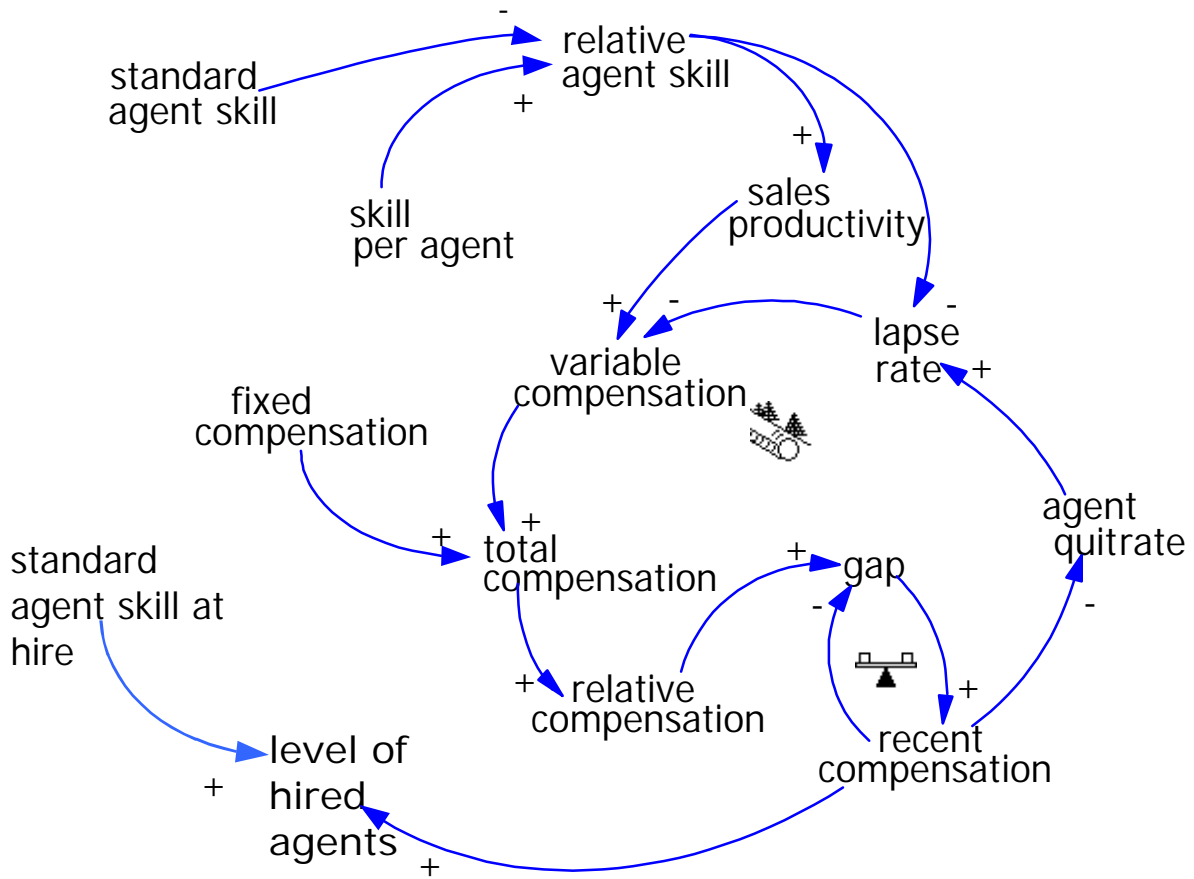 -
relative
agent skill
standard
agent skill
+
+
skill
per agent
sales
productivity
+
-
-
lapse
rate
+
variable
compensation
fixed
compensation
+
+
total
compensation
agent
quitrate
-
+
gap
-
standard
agent skill at
hire
+
relative
compensation
+
recent
compensation
level of
hired
agents
+
+